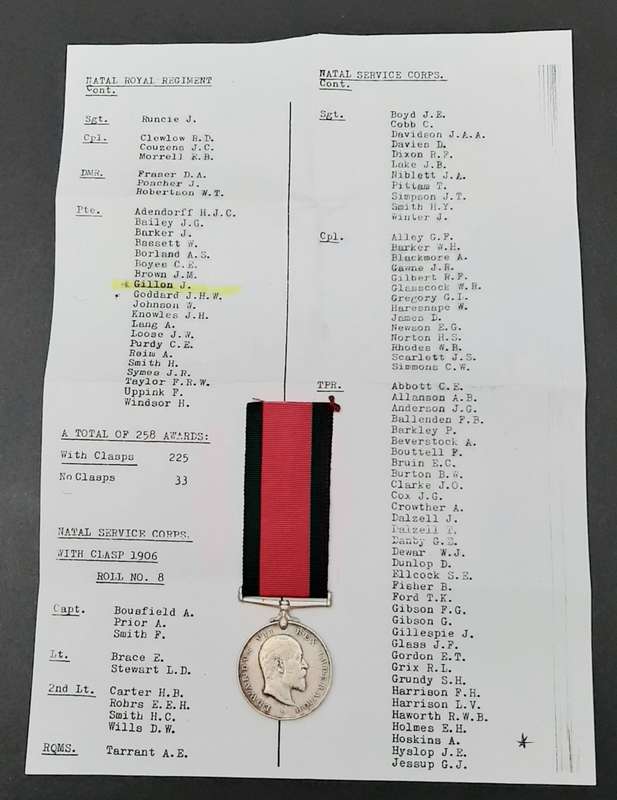 NATAL ROYAL REGIMENT
Cont.
Sgt. Runcie J.
Cpl. Clowlow H.D.
Couzens J.C.
Morrell E.B.
DMR. Fraser D.A.
Poacher J.
Robertson W.T.
Pte. Adendorff H.J.C.
Bailey J.G.
Barker J.
Bassett W.
Borland A.S.
Boyes C.E.
Brown J.M.
* Gillon J.
Goddard J.H.W.
Johnson W.
Knowles J.H.
Lang A.
Loose J.W.
Purdy C.E.
Reim A.
Smith H.
Symes J.R.
Taylor F.R.W.
Uppink F.
Windsor H.
A TOTAL OF 258 AWARDS:
With Clasps 225
No Clasps 33
NATAL SERVICE CORPS.
WITH CLASP 1906
ROLL NO. 8
Capt. Bousfield A.
Prior A.
Smith F.
Lt. Brace E.
Stewart L.D.
2nd Lt. Carter H.B.
Rohrs E.E.H.
Smith H.C.
Wills D.W.
RQMS. Tarrant A.E.
NATAL SERVICE CORPS.
Cont.
Sgt. Boyd J.E.
Cobb C.
Davidson J.A.A.
Davies D.
Dixon R.F.
Lake J.B.
Niblett J.A.
Pittam T.
Simpson J.T.
Smith H.Y.
Winter J.
Cpl. Alley G.F.
Barker W.H.
Blackmore A.
Gawne J.R.
Gilbert R.F.
Glasscock W.R.
Gregory G.L.
Haresnape W.
James D.
Newson E.G.
Norton H.S.
Rhodes W.B.
Scarlett J.S.
Simmons C.W.
TPR. Abbott C.E.
Allanson A.B.
Anderson J.G.
Ballenden F.B.
Barkley P.
Beverstock A.
Bouttell F.
Bruin E.C.
Burton B.W.
Clarke J.O.
Cox J.G.
Crowther A.
Dalzell J.
Dalzell T.
Danby G.E.
Dewar W.J.
Dunlop D.
Ellcock S.E.
Fisher B.
Ford T.K.
Gibson F.G.
Gibson G.
Gillespie J.
Glass J.F.
Gordon E.T.
Grix R.L.
Grundy S.H.
Harrison F.H.
Harrison L.V.
Haworth R.W.B.
Holmes E.H.
Hoskins A.
Hyslop J.E.
Jessup G.J.
EDWARDVS VII REX IMPERATOR